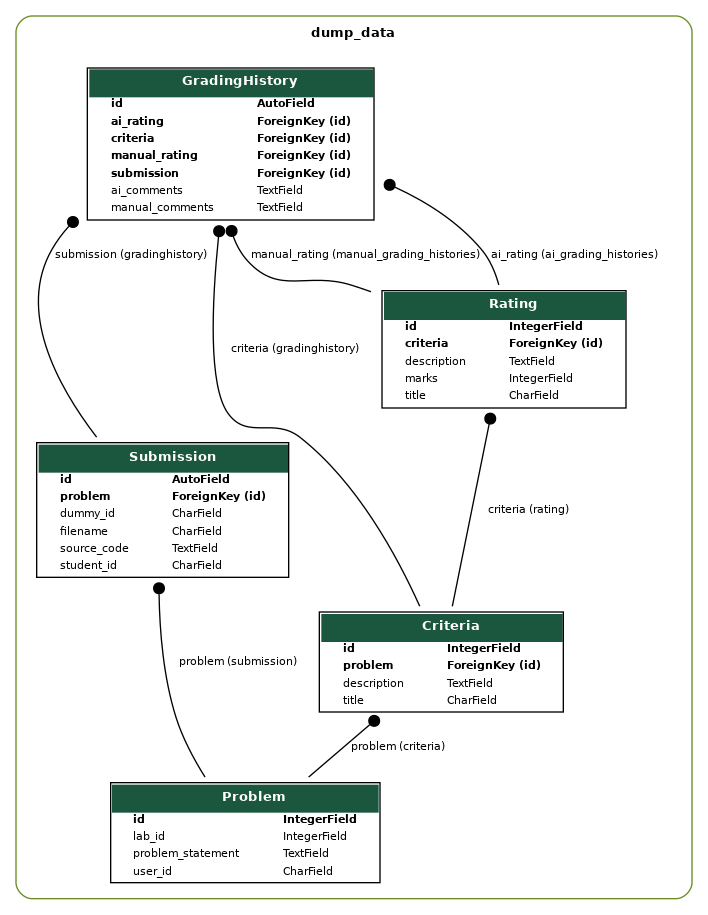 dump_data
GradingHistory
id AutoField
ai_rating ForeignKey (id)
criteria ForeignKey (id)
manual_rating ForeignKey (id)
submission ForeignKey (id)
ai_comments TextField
manual_comments TextField
submission (gradinghistory)
manual_rating (manual_grading_histories)
ai_rating (ai_grading_histories)
Rating
id IntegerField
criteria ForeignKey (id)
description TextField
marks IntegerField
title CharField
criteria (gradinghistory)
Submission
id AutoField
problem ForeignKey (id)
dummy_id CharField
filename CharField
source_code TextField
student_id CharField
criteria (rating)
Criteria
id IntegerField
problem ForeignKey (id)
description TextField
title CharField
problem (submission)
problem (criteria)
Problem
id IntegerField
lab_id IntegerField
problem_statement TextField
user_id CharField